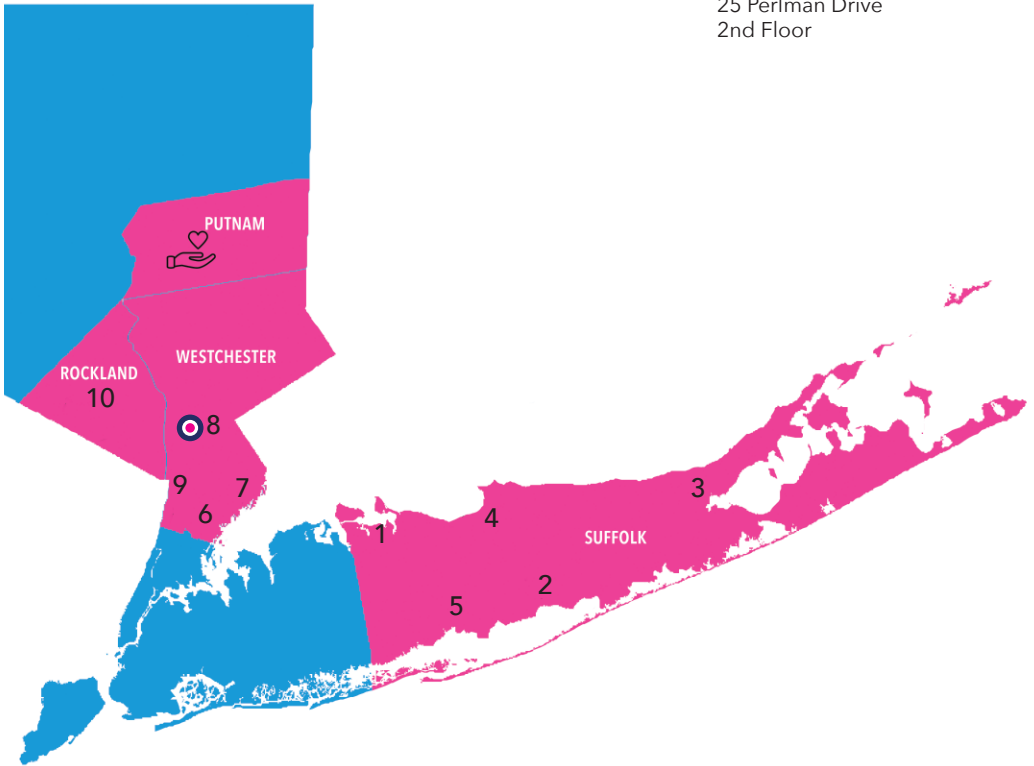 25 Perlman Drive
2nd Floor
PUTNAM
WESTCHESTER
ROCKLAND
10
8
9
7
6
3
4
1
SUFFOLK
2
5